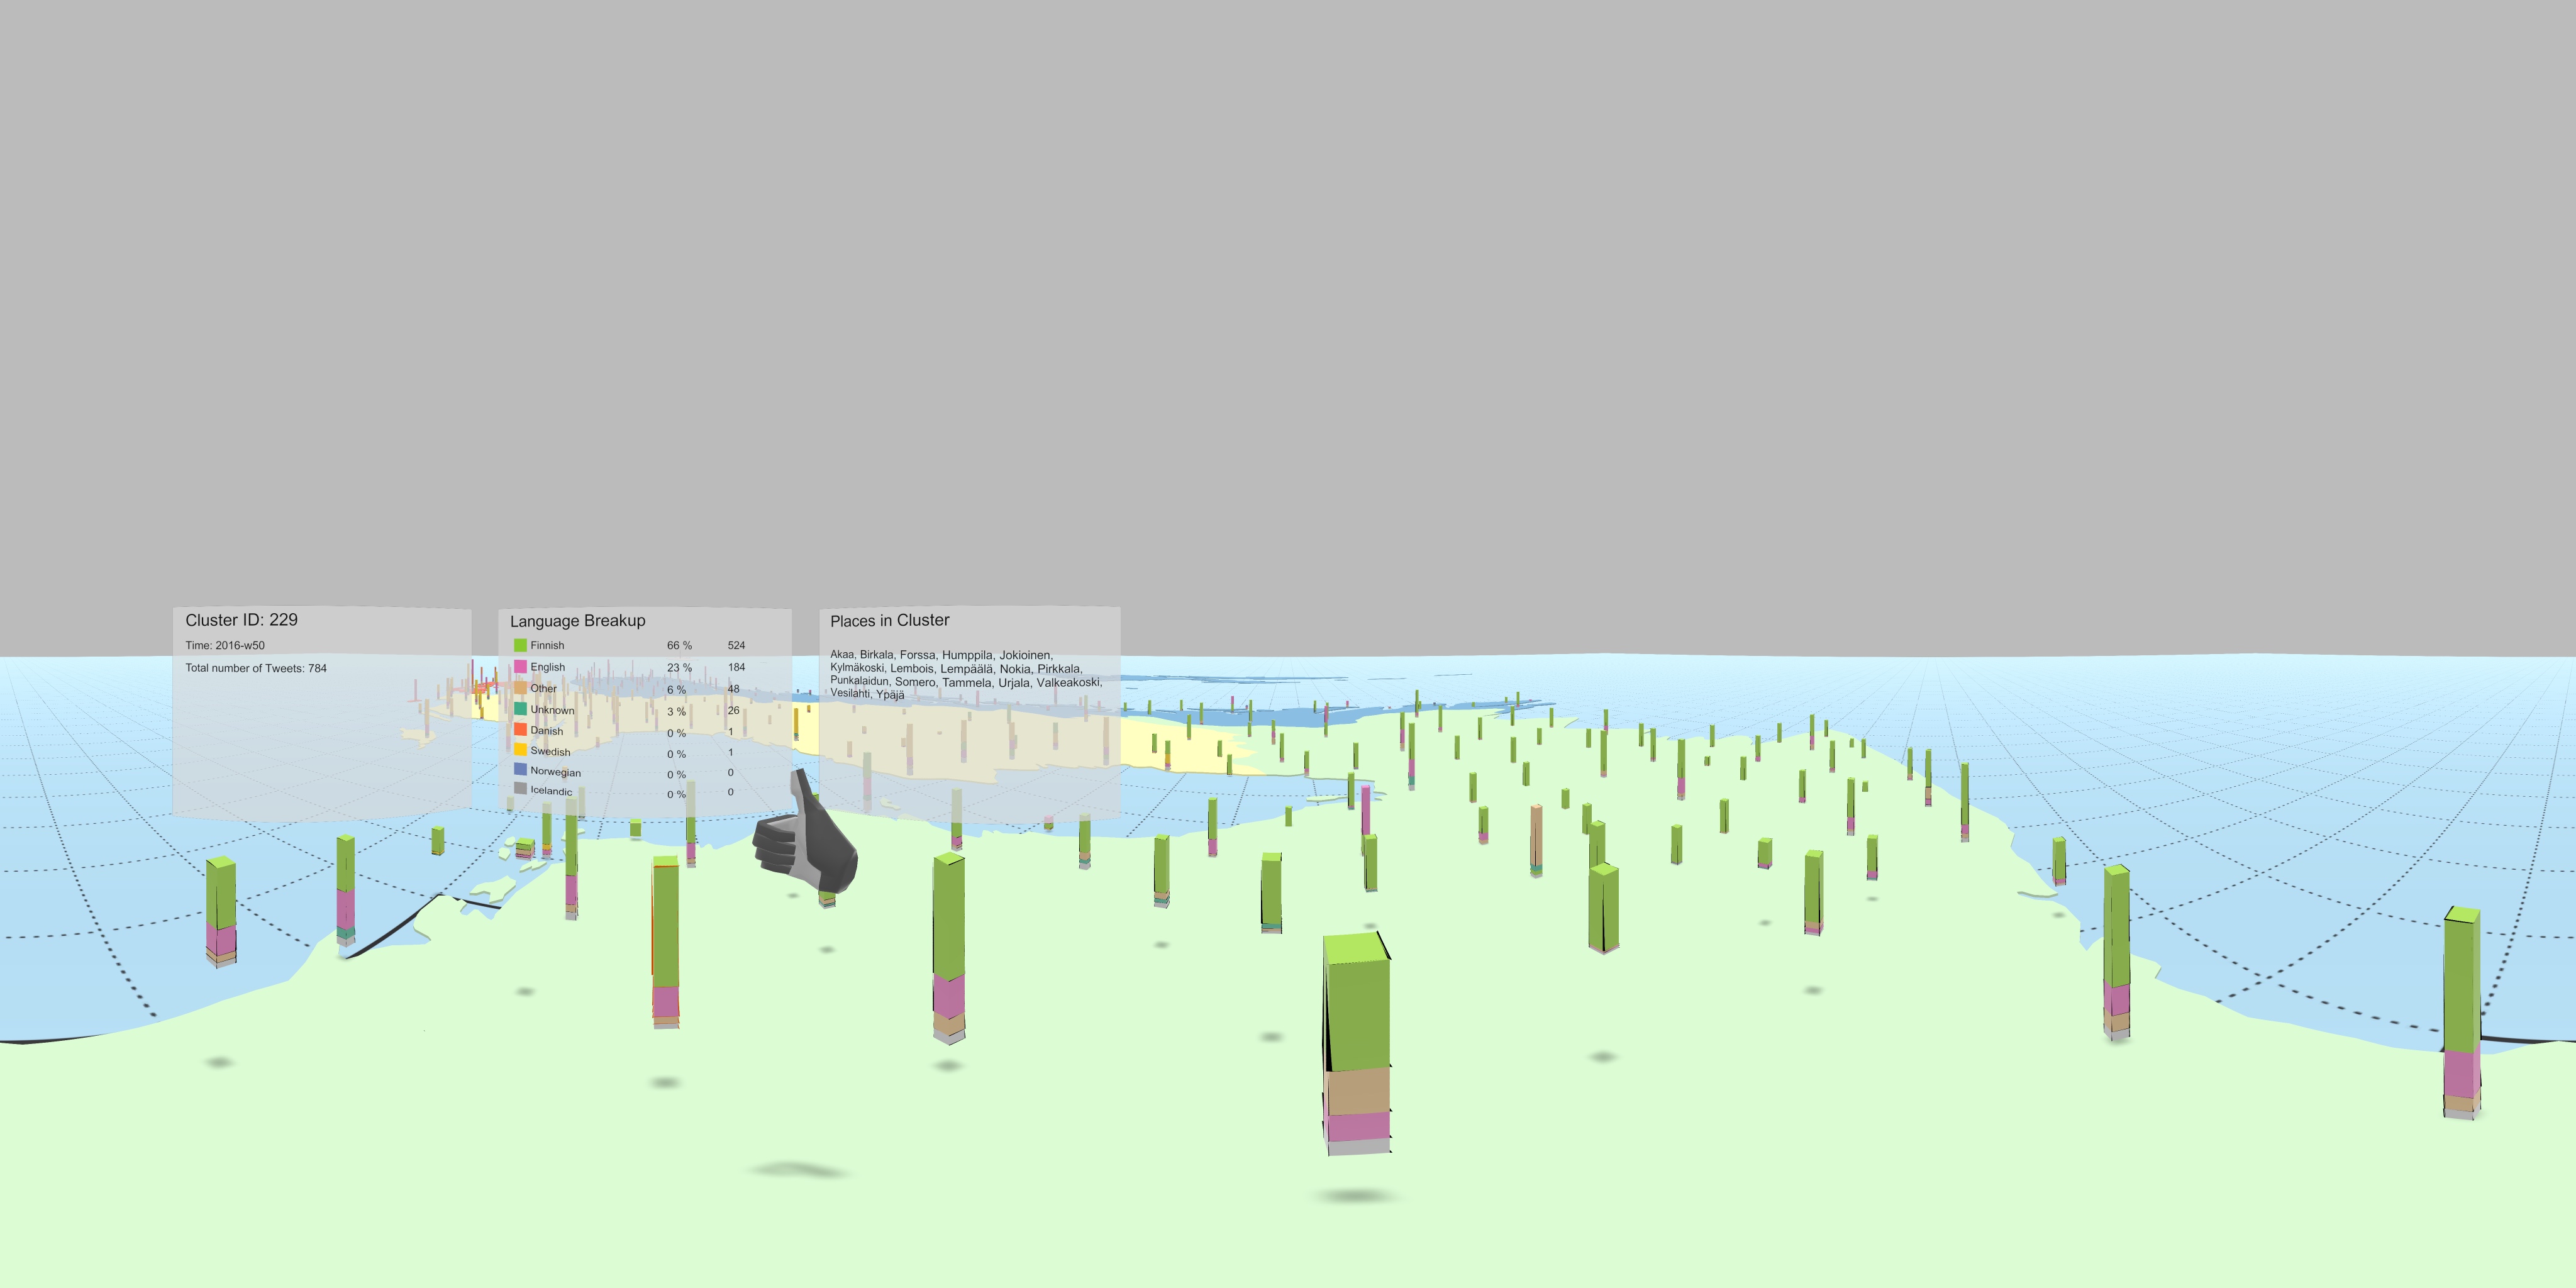 Cluster ID: 229
Time: 2016-w50
Total number of Tweets: 784
Language Breakup
Finnish 66 % 524
English 23 % 184
Other 6 % 48
Unknown 3 % 26
Danish 0 % 1
Swedish 0 % 1
Norwegian 0 % 0
Icelandic 0 % 0
Places in Cluster
Akaa, Birkala, Forssa, Humppila, Jokioinen,
Kylmäkoski, Lembois, Lempäälä, Nokia, Pirkkala,
Punkalaidun, Somero, Tammela, Urjala, Valkeakoski,
Vesilahti, Ypäjä